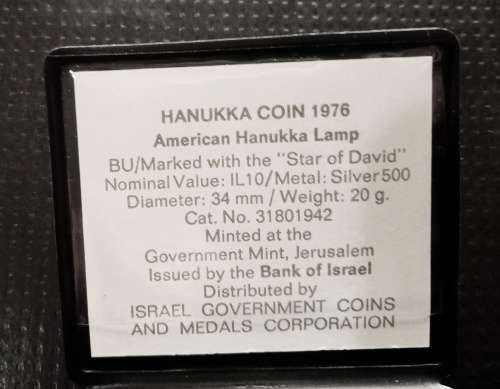 HANUKKA COIN 1976
American Hanukka Lamp
BU/Marked with the "Star of David"
Nominal Value: IL10/Metal: Silver 500
Diameter: 34 mm / Weight: 20 g.
Cat. No. 31801942
Minted at the
Government Mint, Jerusalem
Issued by the Bank of Israel
Distributed by
ISRAEL GOVERNMENT COINS
AND MEDALS CORPORATION